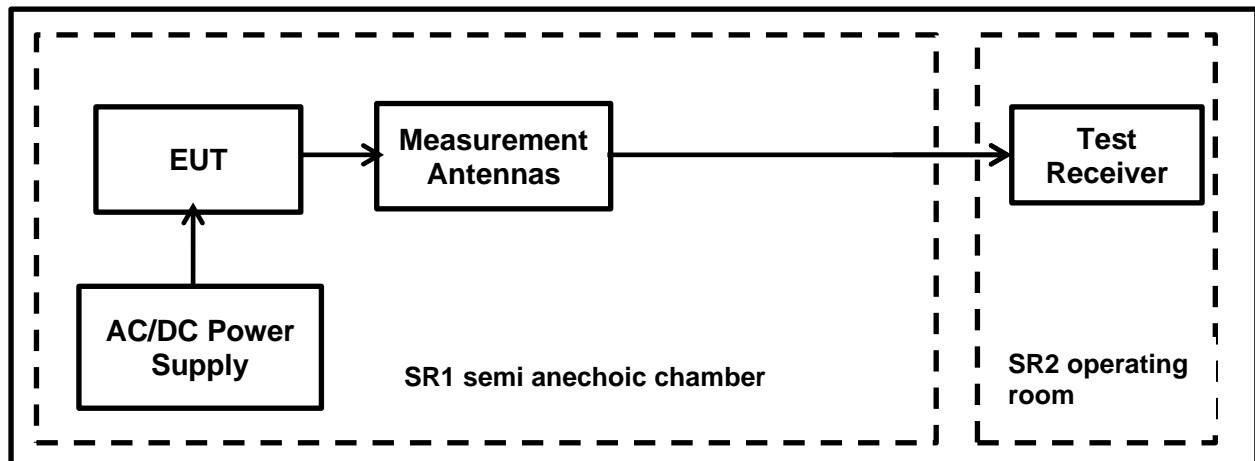 EUT
Measurement
Antennas
Test
Receiver
AC/DC Power
Supply
SR1 semi anechoic chamber
SR2 operating
room